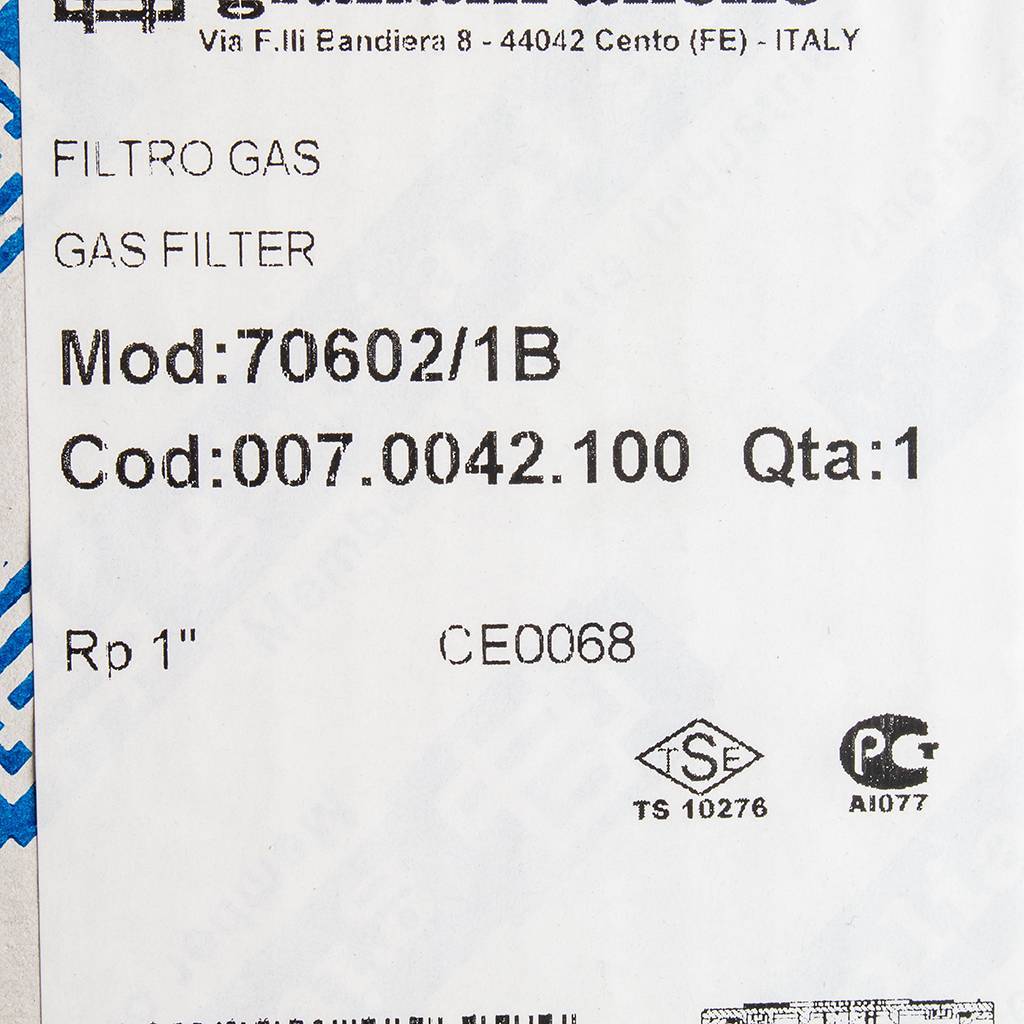 Via F.lli Bandiera 8 - 44042 Cento (FE) - ITALY
FILTRO GAS
GAS FILTER
Mod:70602/1B
Cod:007.0042.100 Qta:1
Rp 1" CE0068
TSE PCT
TS 10276 AI077